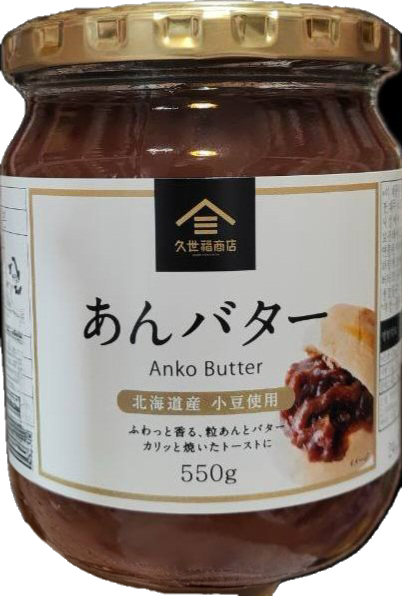 久世福商店
あんバター
Anko Butter
北海道産 小豆使用
ふわっと香る、粒あんとバター
カリッと焼いたトーストに
550g